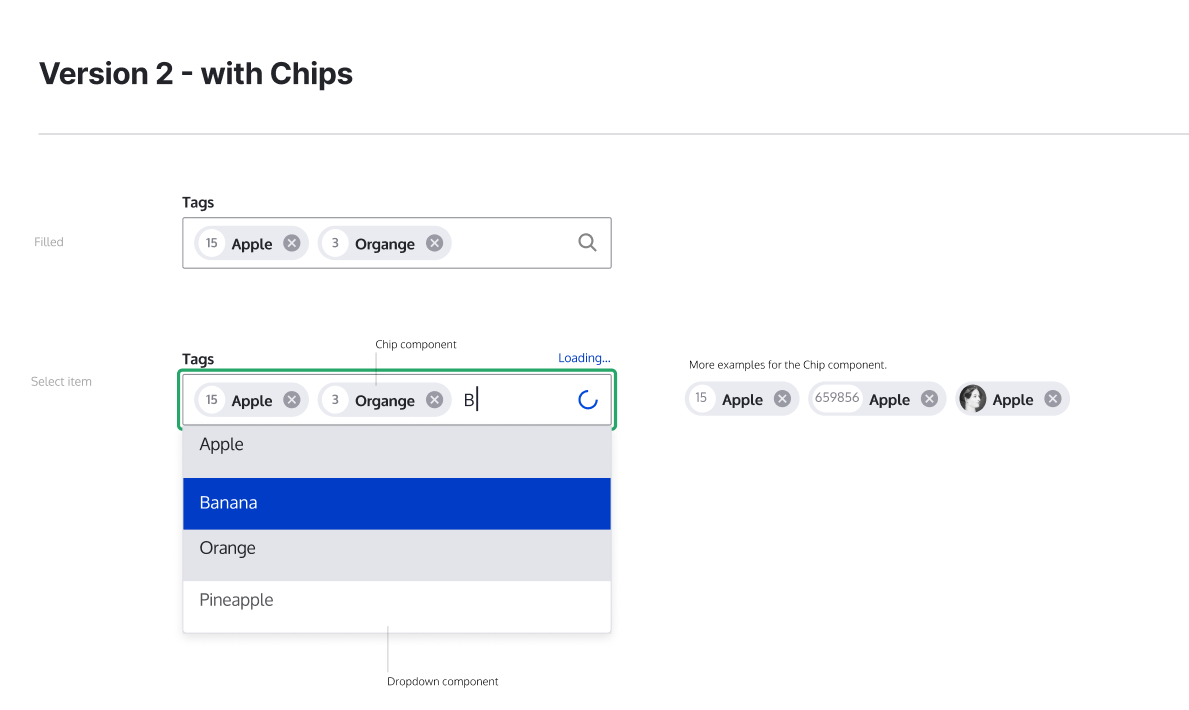 Version 2 - with Chips
Tags
Filled
15 Apple 3 Organge
Chip component
Tags Loading...
More examples for the Chip component.
Select item
15 Apple 3 Organge B
15 Apple 659856 Apple Apple
Apple
Banana
Orange
Pineapple
Dropdown component